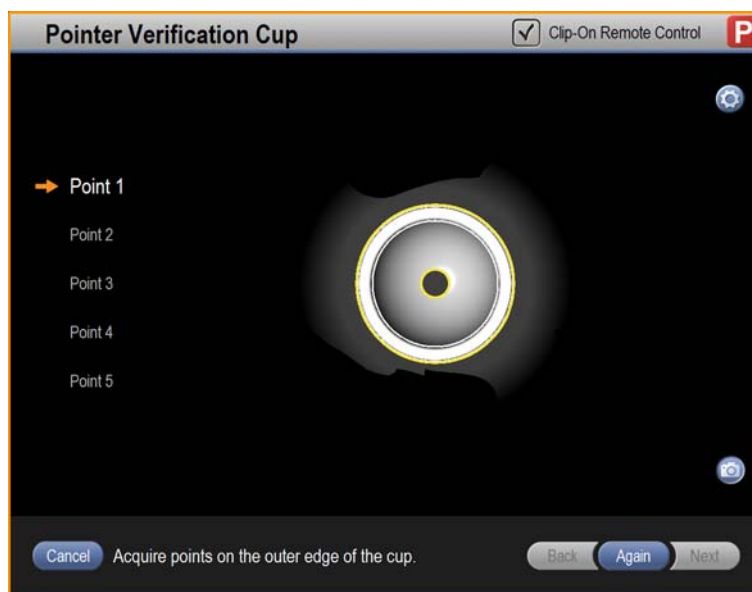 Pointer Verification Cup
Clip-On Remote Control
P
Point 1
Point 2
Point 3
Point 4
Point 5
Cancel
Acquire points on the outer edge of the cup.
Back
Again
Next